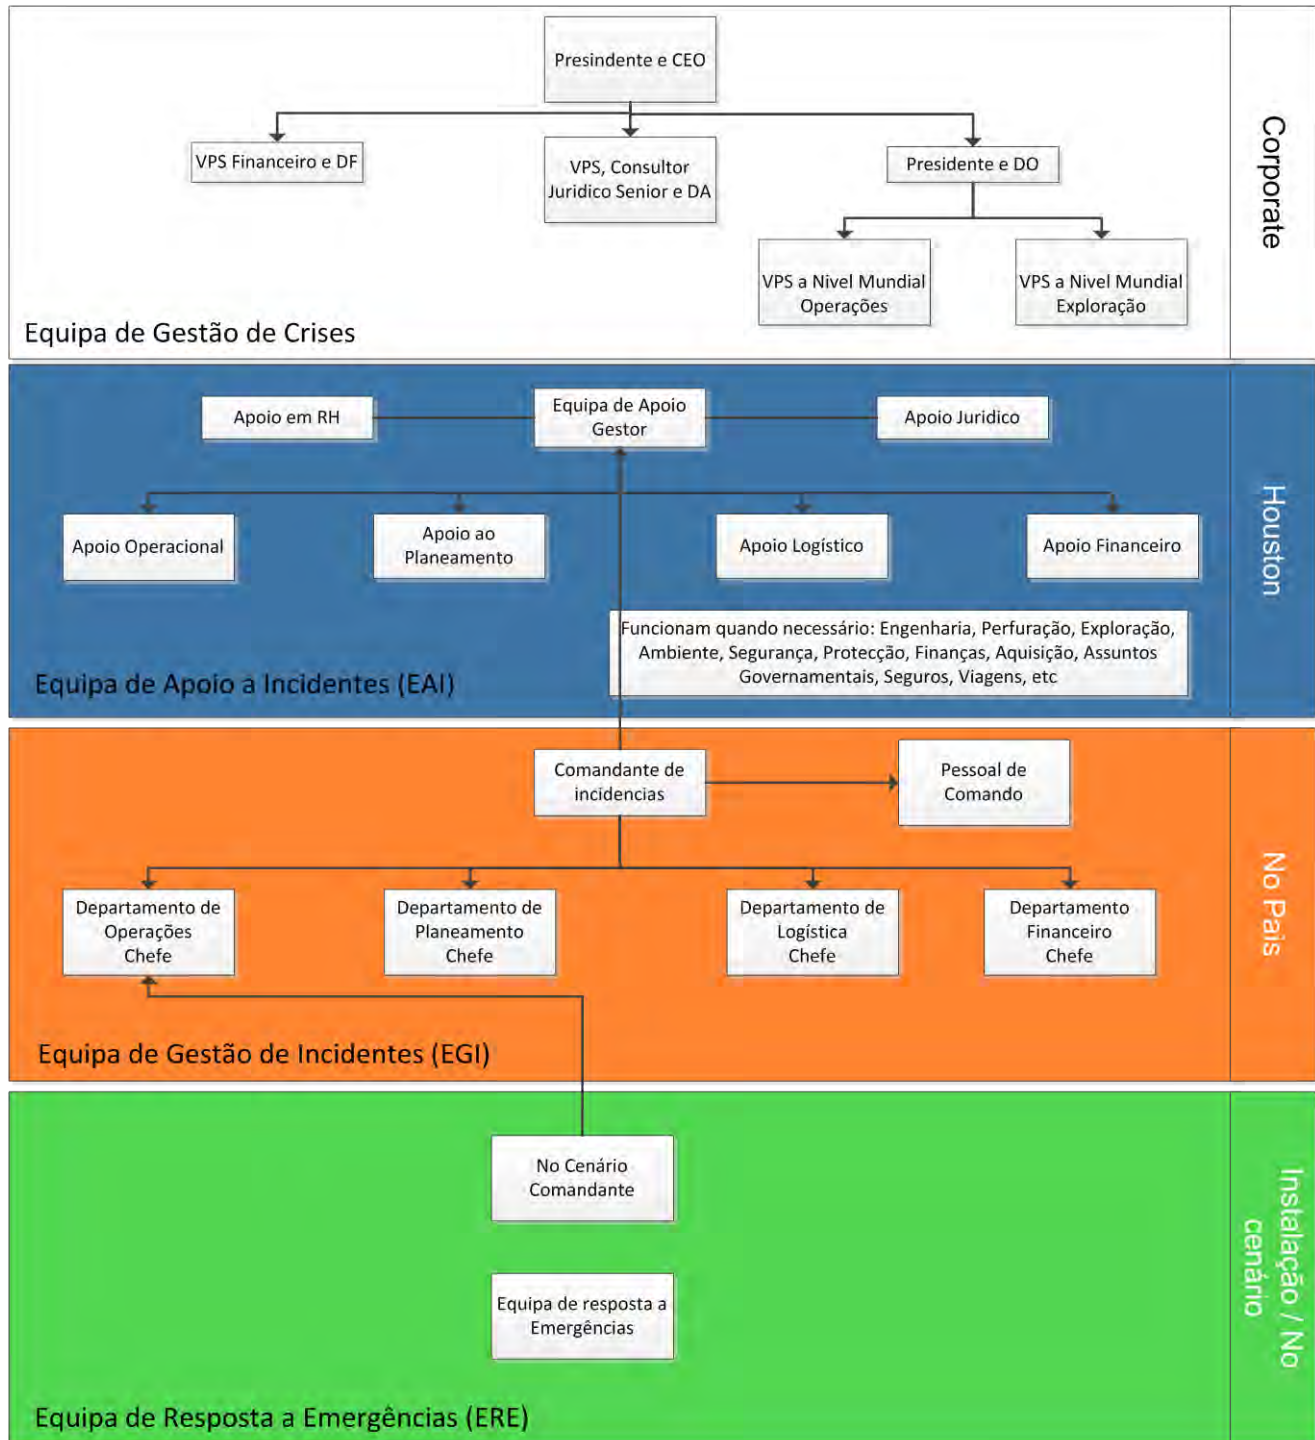 Presindente e CEO
VPS Financeiro e DF
VPS, Consultor
Juridico Senior e DA
Presidente e DO
VPS a Nivel Mundial
Operações
VPS a Nivel Mundial
Exploração
Equipa de Gestão de Crises
Corporate
Apoio em RH
Equipa de Apoio
Gestor
Apoio Juridico
Apoio Operacional
Apoio ao
Planeamento
Apoio Logístico
Apoio Financeiro
Funcionam quando necessário: Engenharia, Perfuração, Exploração,
Ambiente, Segurança, Protecção, Finanças, Aquisição, Assuntos
Governamentais, Seguros, Viagens, etc
Equipa de Apoio a Incidentes (EAI)
Houston
Comandante de
incidencias
Pessoal de
Comando
Departamento de
Operações
Chefe
Departamento de
Planeamento
Chefe
Departamento de
Logística
Chefe
Departamento
Financeiro
Chefe
Equipa de Gestão de Incidentes (EGI)
No Pais
No Cenário
Comandante
Equipa de resposta a
Emergências
Equipa de Resposta a Emergências (ERE)
Instalação / No
cenário